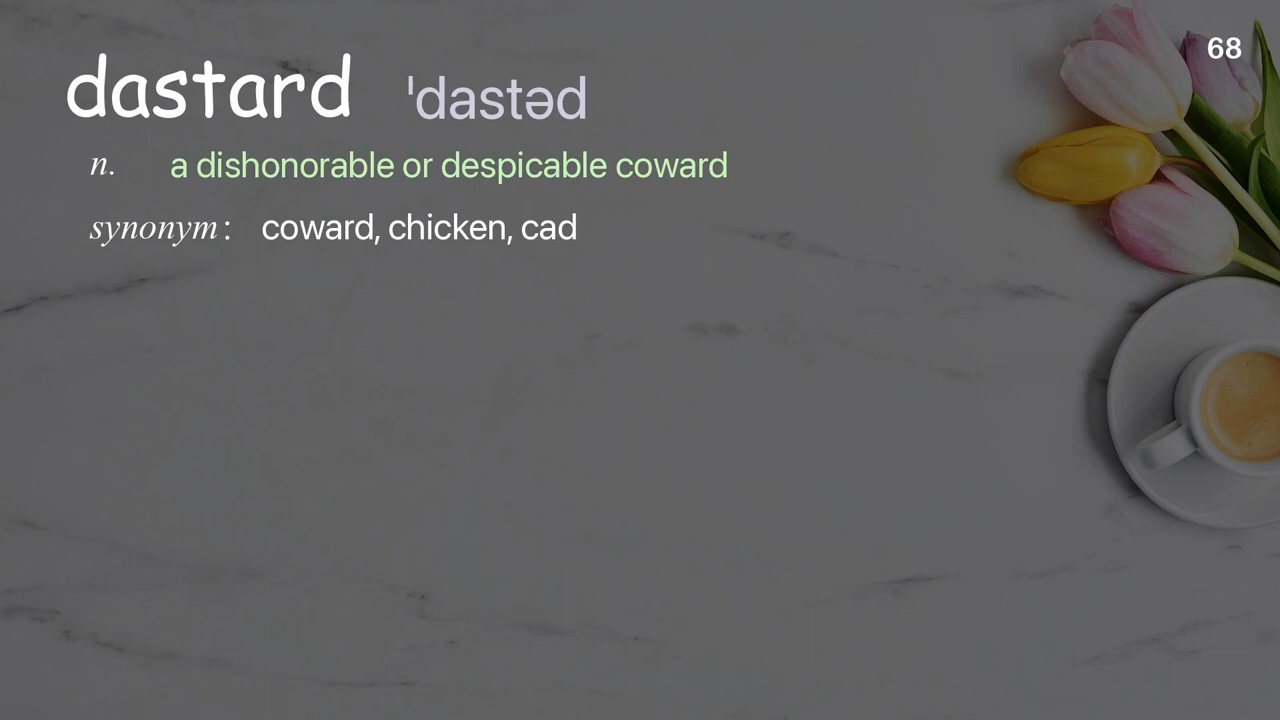 68
dastard ˈdastəd
n. a dishonorable or despicable coward
synonym : coward, chicken, cad